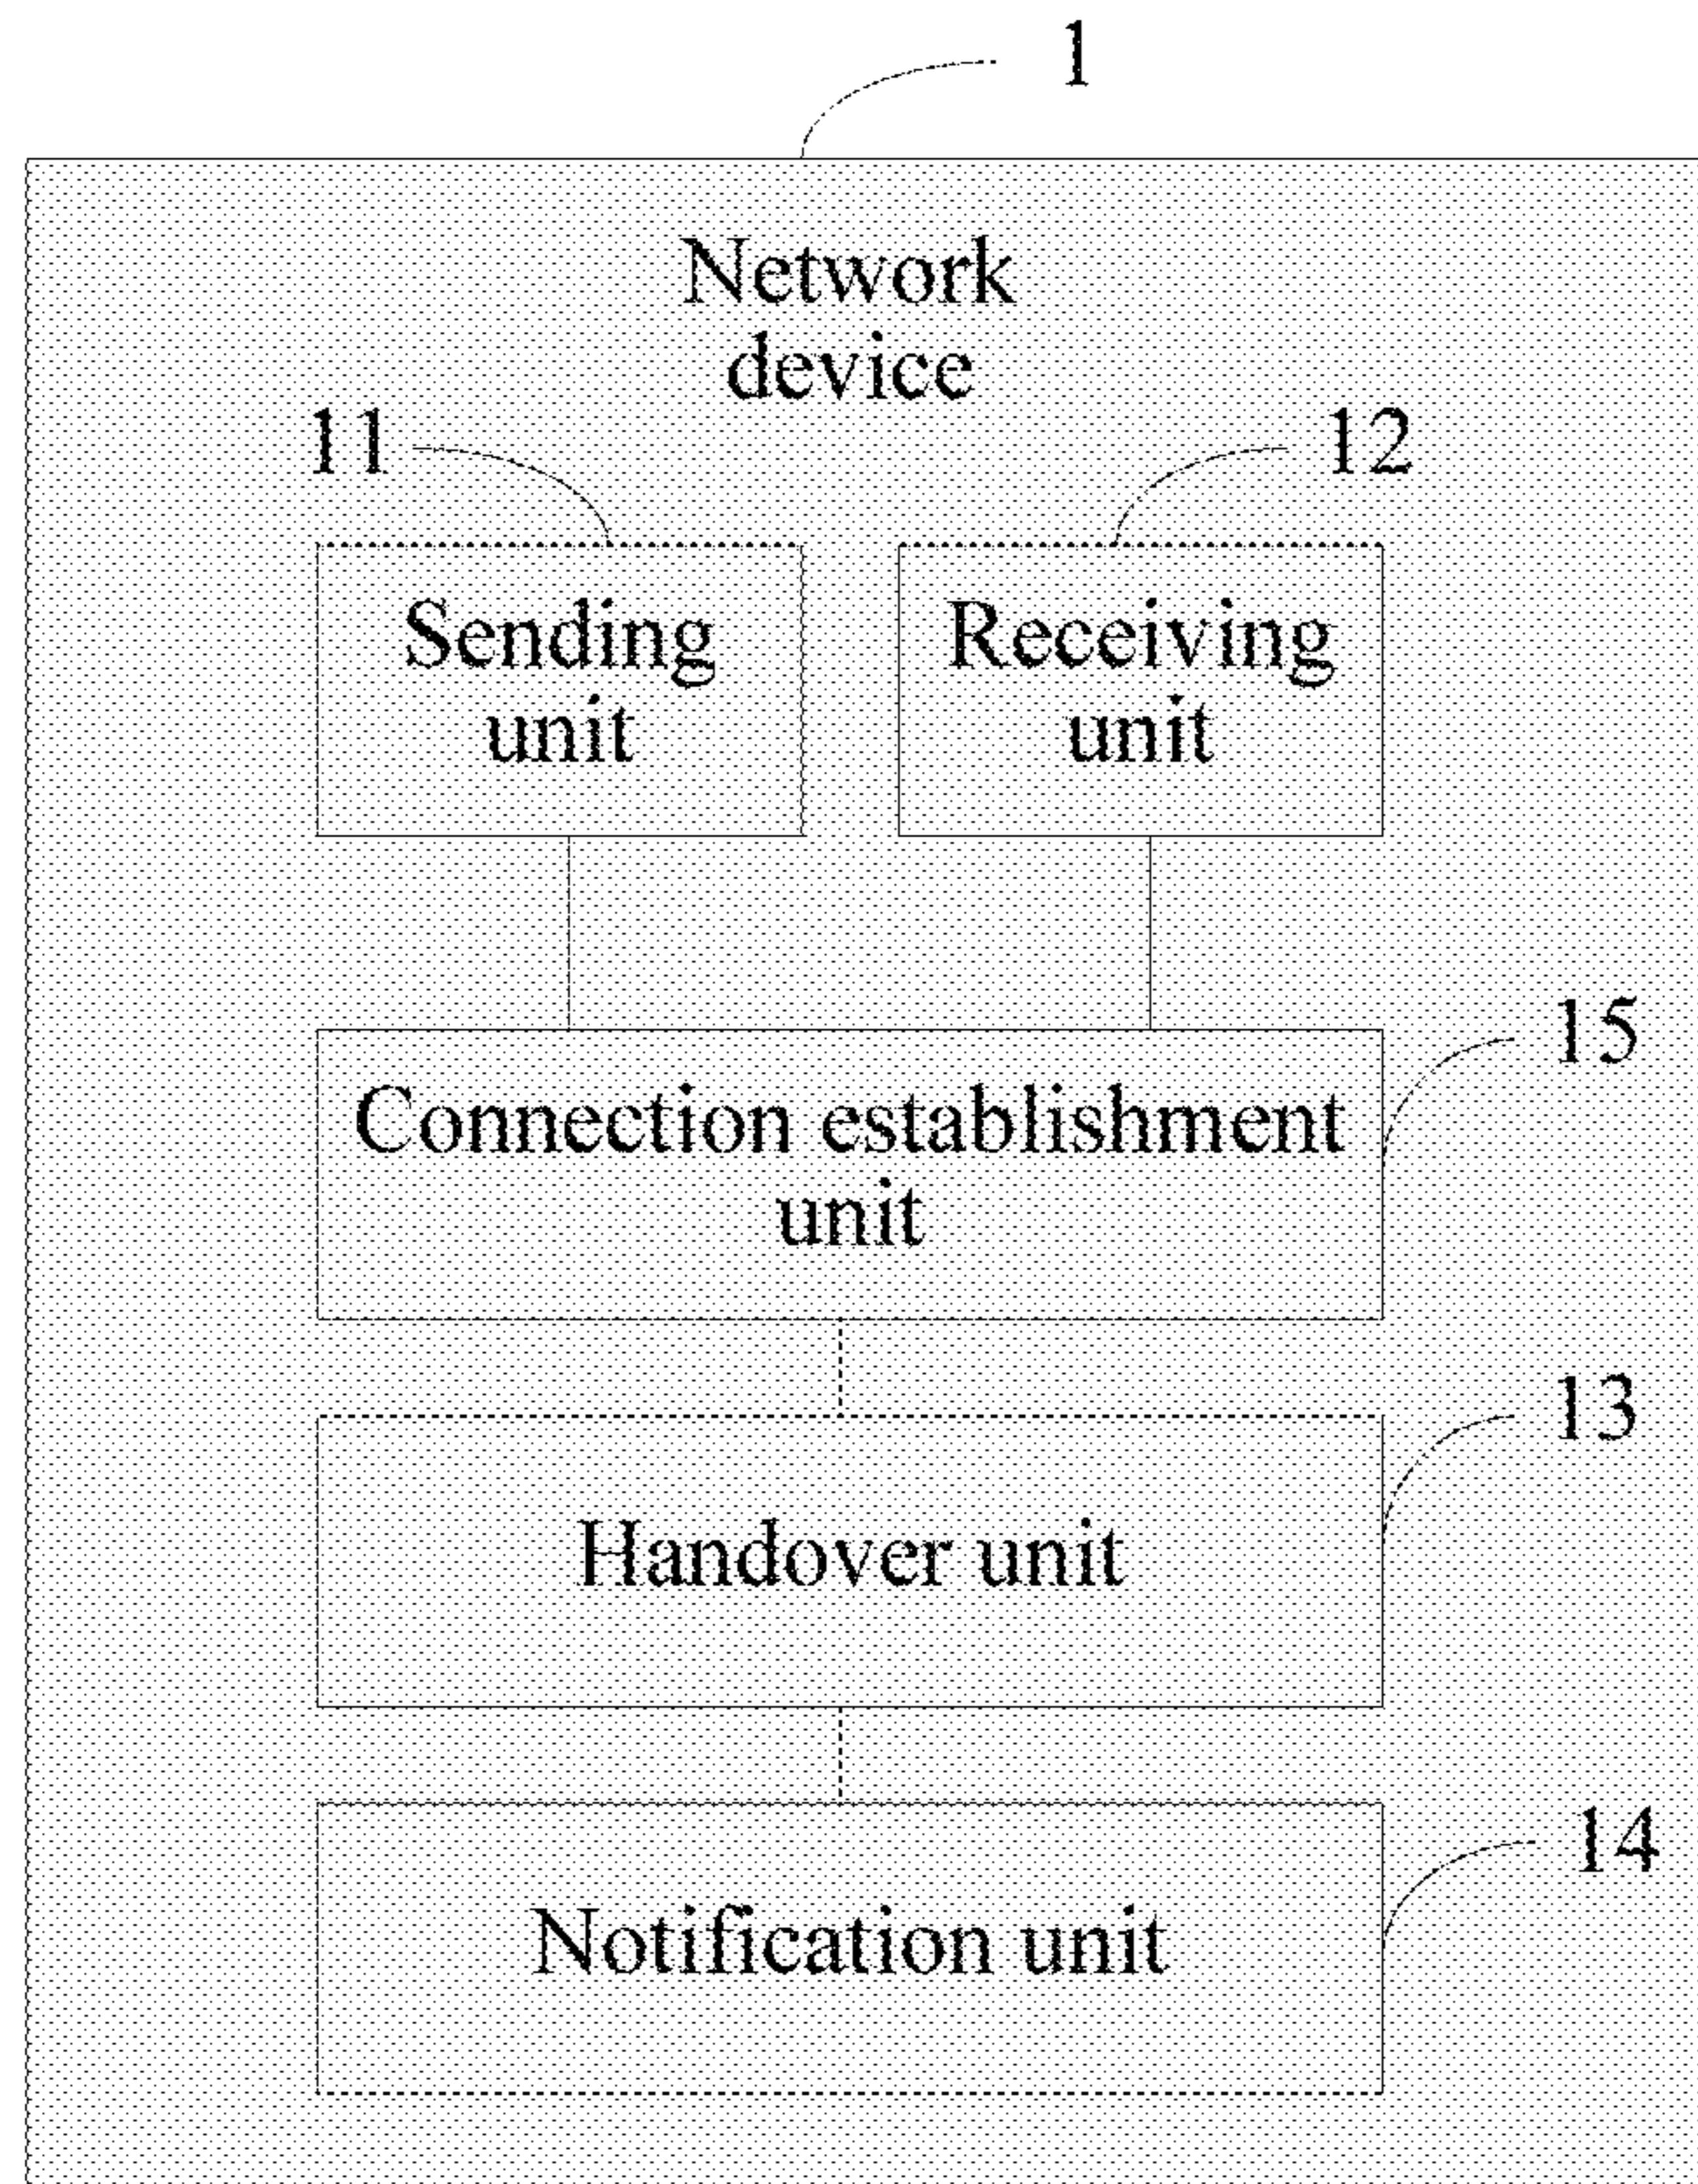 1
Network
device
11
12
Sending
unit
Receiving
unit
15
Connection establishment
unit
13
Handover unit
14
Notification unit